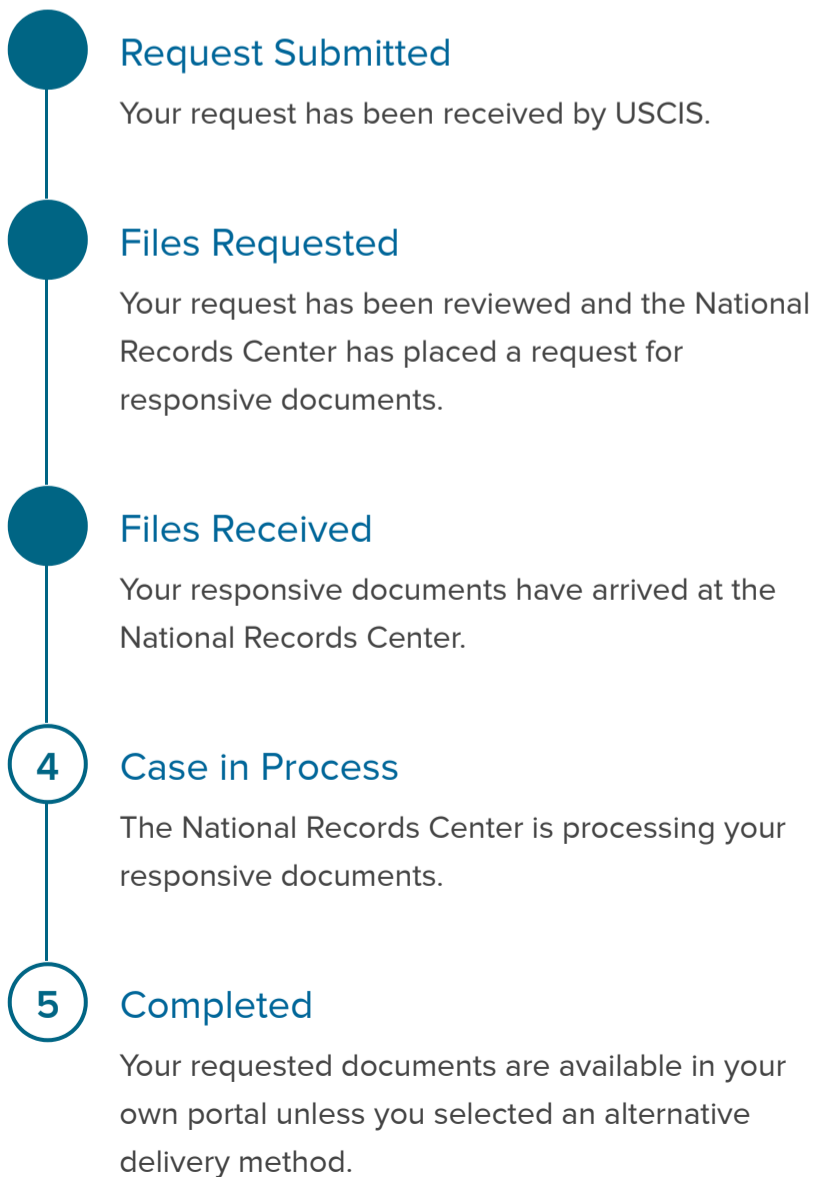 Request Submitted
Your request has been received by USCIS.
Files Requested
Your request has been reviewed and the National
Records Center has placed a request for
responsive documents.
Files Received
Your responsive documents have arrived at the
National Records Center.
4 Case in Process
The National Records Center is processing your
responsive documents.
5 Completed
Your requested documents are available in your
own portal unless you selected an alternative
delivery method.